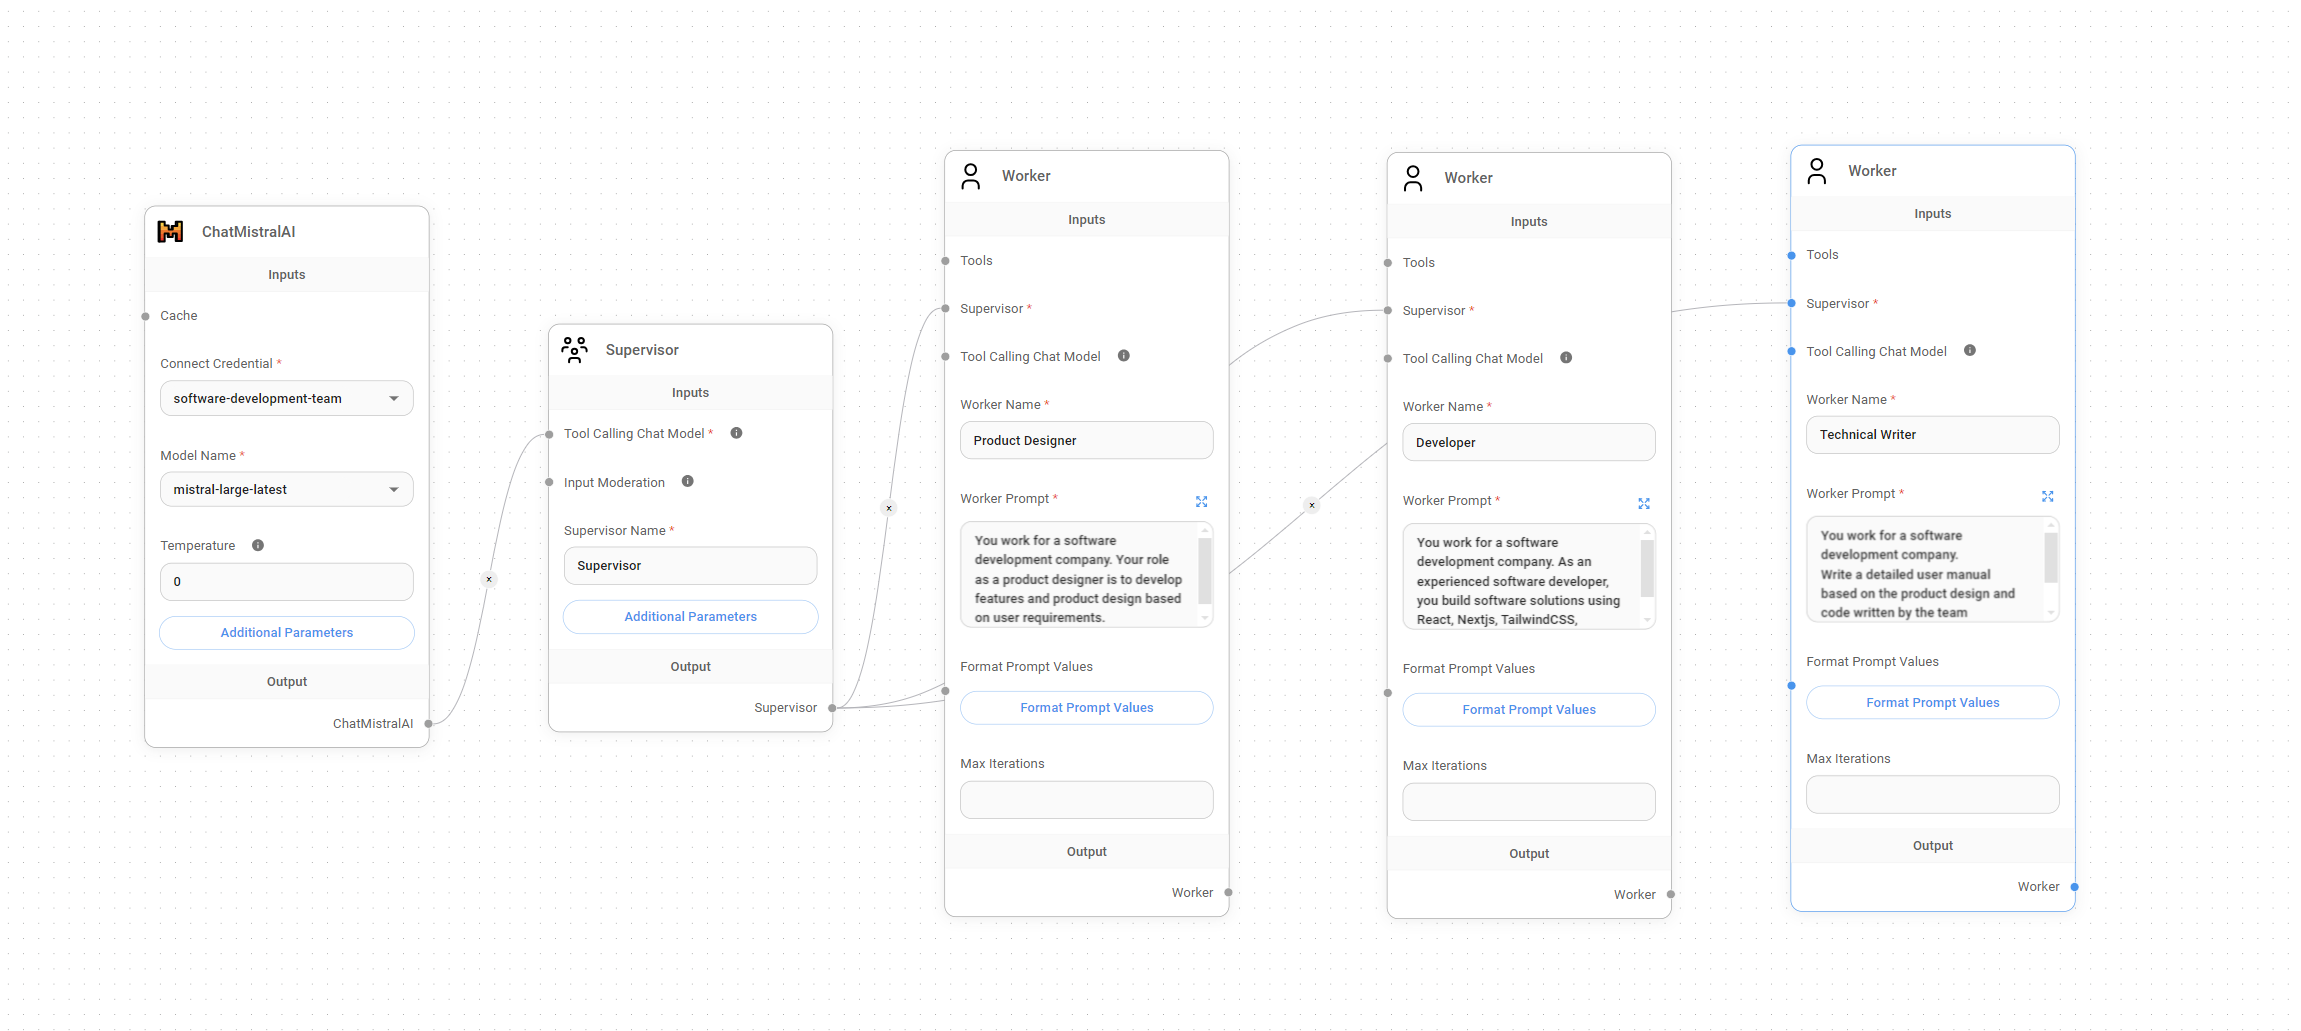 ChatMistralAI
Inputs
Cache
Connect Credential *
software-development-team
Model Name *
mistral-large-latest
Temperature
0
Additional Parameters
Output
ChatMistralAI
Supervisor
Inputs
Tool Calling Chat Model *
Input Moderation
Supervisor Name *
Supervisor
Additional Parameters
Output
Supervisor
Worker
Inputs
Tools
Supervisor *
Tool Calling Chat Model
Worker Name *
Product Designer
Worker Prompt *
You work for a software
development company. Your role
as a product designer is to develop
features and product design based
on user requirements.
Format Prompt Values
Format Prompt Values
Max Iterations
Output
Worker
Worker
Inputs
Tools
Supervisor *
Tool Calling Chat Model
Worker Name *
Developer
Worker Prompt *
You work for a software
development company. As an
experienced software developer,
you build software solutions using
React, Nextjs, TailwindCSS,
Format Prompt Values
Format Prompt Values
Max Iterations
Output
Worker
Worker
Inputs
Tools
Supervisor *
Tool Calling Chat Model
Worker Name *
Technical Writer
Worker Prompt *
You work for a software
development company.
Write a detailed user manual
based on the product design and
code written by the team
Format Prompt Values
Format Prompt Values
Max Iterations
Output
Worker